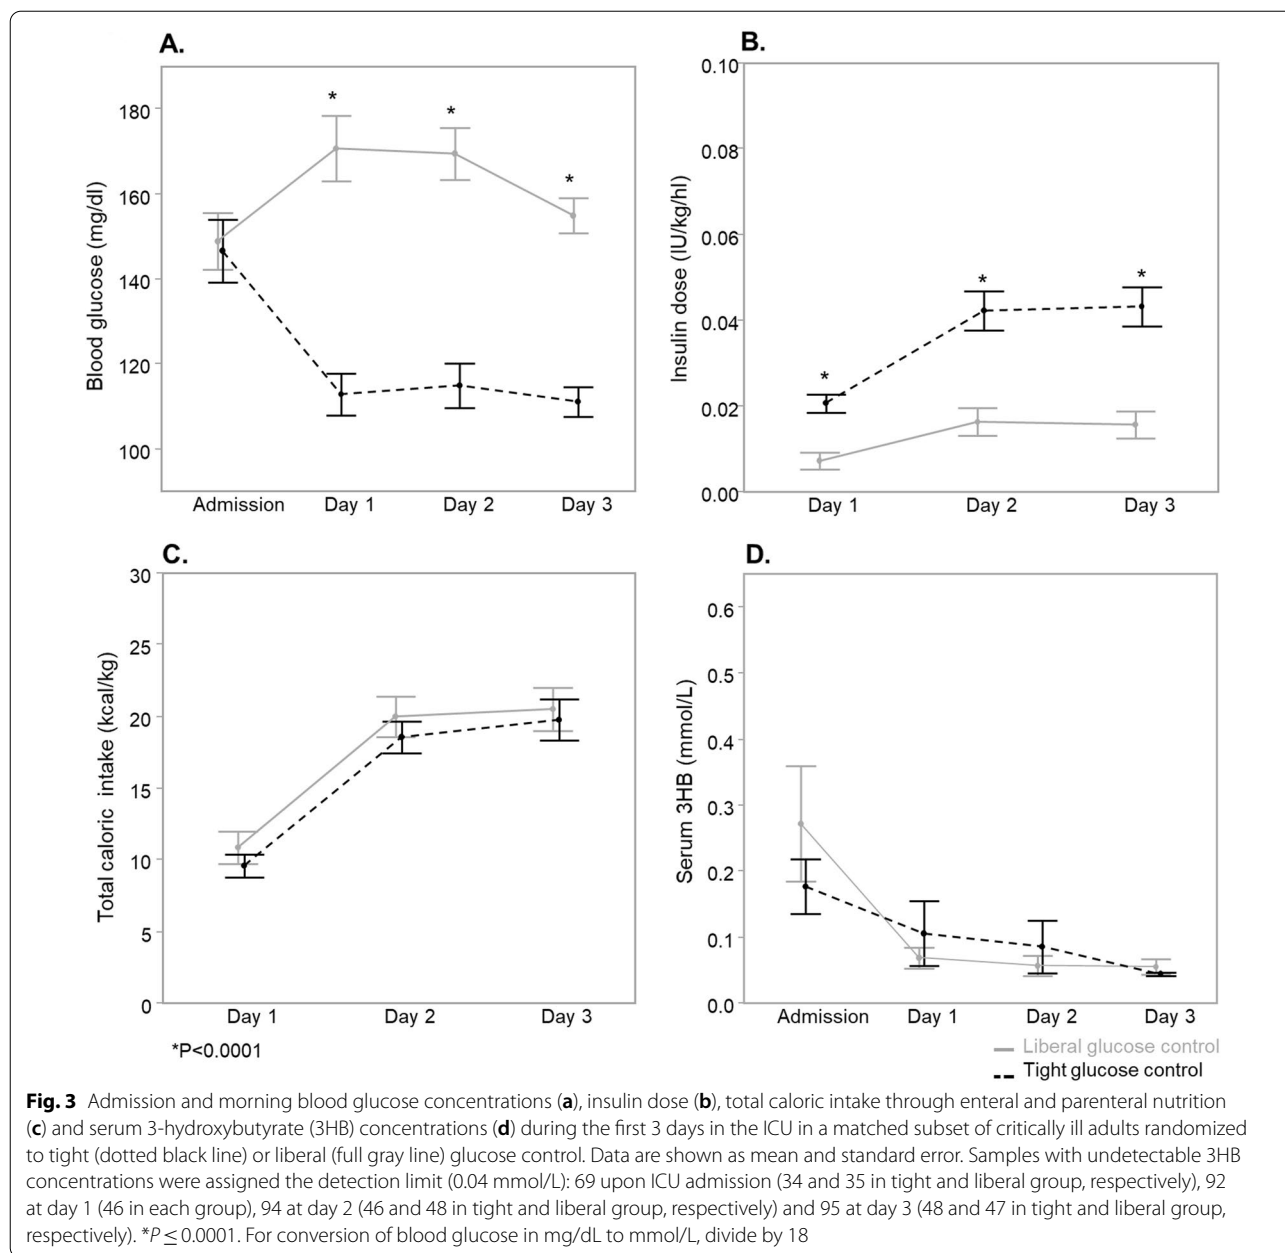 A.
Blood glucose (mg/dl)
180
160
140
120
100
*
*
*
Admission Day 1 Day 2 Day 3
B.
Insulin dose (IU/kg/hl)
0.10
0.08
0.06
0.04
0.02
0.00
*
*
*
Day 1 Day 2 Day 3
C.
Total caloric intake (kcal/kg)
30
25
20
15
10
5
0
Day 1 Day 2 Day 3
*P<0.0001
D.
Serum 3HB (mmol/L)
0.6
0.5
0.4
0.3
0.2
0.1
0.0
Admission Day 1 Day 2 Day 3
Liberal glucose control
Tight glucose control
Fig. 3 Admission and morning blood glucose concentrations (a), insulin dose (b), total caloric intake through enteral and parenteral nutrition
(c) and serum 3-hydroxybutyrate (3HB) concentrations (d) during the first 3 days in the ICU in a matched subset of critically ill adults randomized
to tight (dotted black line) or liberal (full gray line) glucose control. Data are shown as mean and standard error. Samples with undetectable 3HB
concentrations were assigned the detection limit (0.04 mmol/L): 69 upon ICU admission (34 and 35 in tight and liberal group, respectively), 92
at day 1 (46 in each group), 94 at day 2 (46 and 48 in tight and liberal group, respectively) and 95 at day 3 (48 and 47 in tight and liberal group,
respectively). *P ≤ 0.0001. For conversion of blood glucose in mg/dL to mmol/L, divide by 18